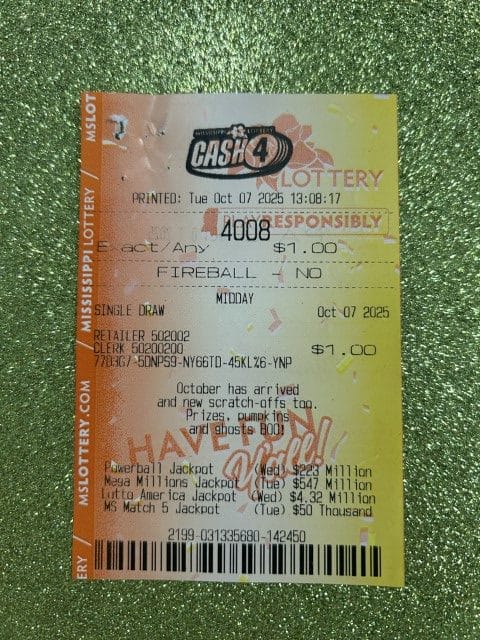 MSLOT
MISSISSIPPI LOTTERY
CASH 4
LOTTERY
PRINTED: Tue Oct 07 2025 13:08:17
RESPONSIBLY
4008
E act/Any $1.00
FIREBALL - NO
MIDDAY
SINGLE DRAW Oct 07 2025
RETAILER 502002
CLERK 50200200 $1.00
October has arrived
and new scratch-offs too.
Prizes, pumpkins
and ghosts BOO!
HAVE FUN
Y'all!
Powerball Jackpot (Wed) $223 Million
Mega Millions Jackpot (Tue) $547 Million
Lotto America Jackpot (Wed) $4.32 Million
MS Match 5 Jackpot (Tue) $50 Thousand
2199-031335680-142450
MISSISSIPPI LOTTERY /
MSLOTTERY.COM /
ERY /